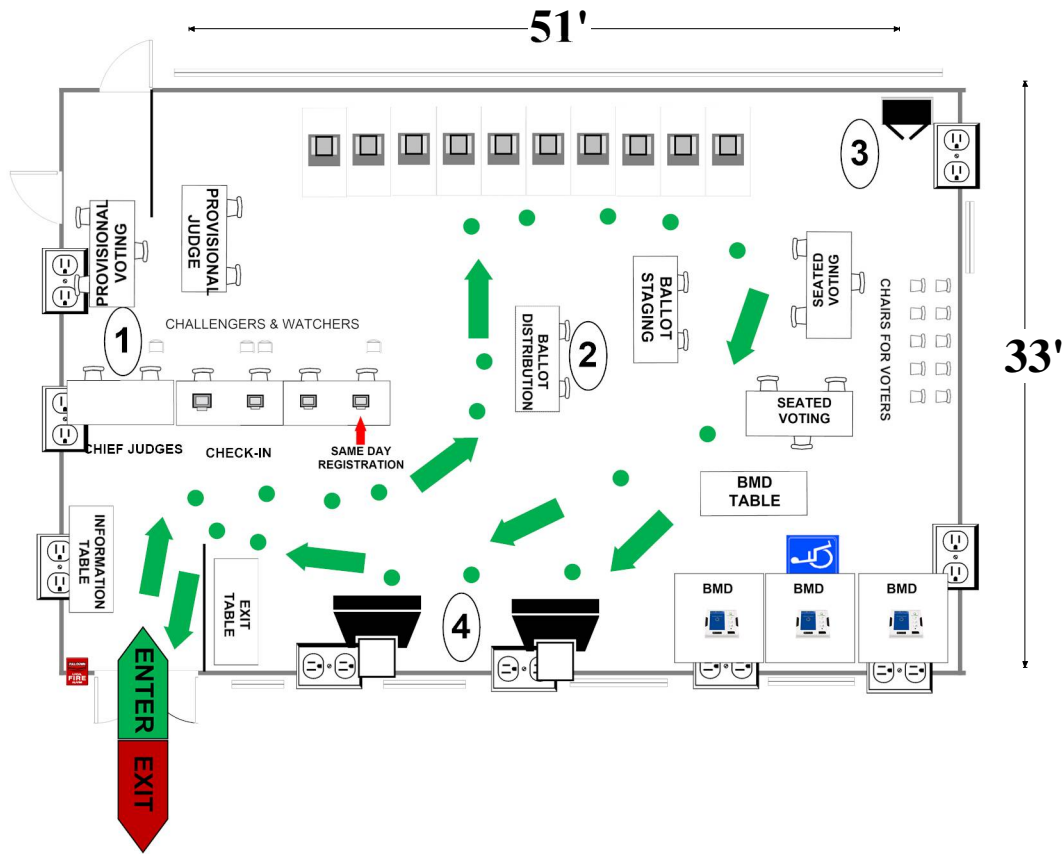 51'
33'
3
PROVISIONAL
VOTING
PROVISIONAL
JUDGE
SEATED
VOTING
BALLOT
STAGING
CHAIRS FOR VOTERS
BALLOT
DISTRIBUTION
1
CHALLENGERS & WATCHERS
2
SEATED
VOTING
CHIEF JUDGES
CHECK-IN
SAME DAY
REGISTRATION
BMD
TABLE
INFORMATION
TABLE
EXIT
TABLE
4
BMD
BMD
BMD
FIRE
ENTER
EXIT